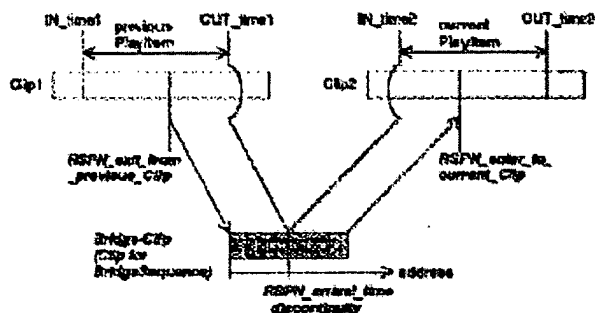 IN_time1 previous PlayItem OUT_time1 IN_time2 current PlayItem OUT_time2
Clip1 Clip2
RSPN_exit_from
_previous_Clip
RSPN_enter_to_
current_Clip
Bridge-Clip
(Clip for
BridgeSequence)
address
RSPN_arrival_time
discontinuity